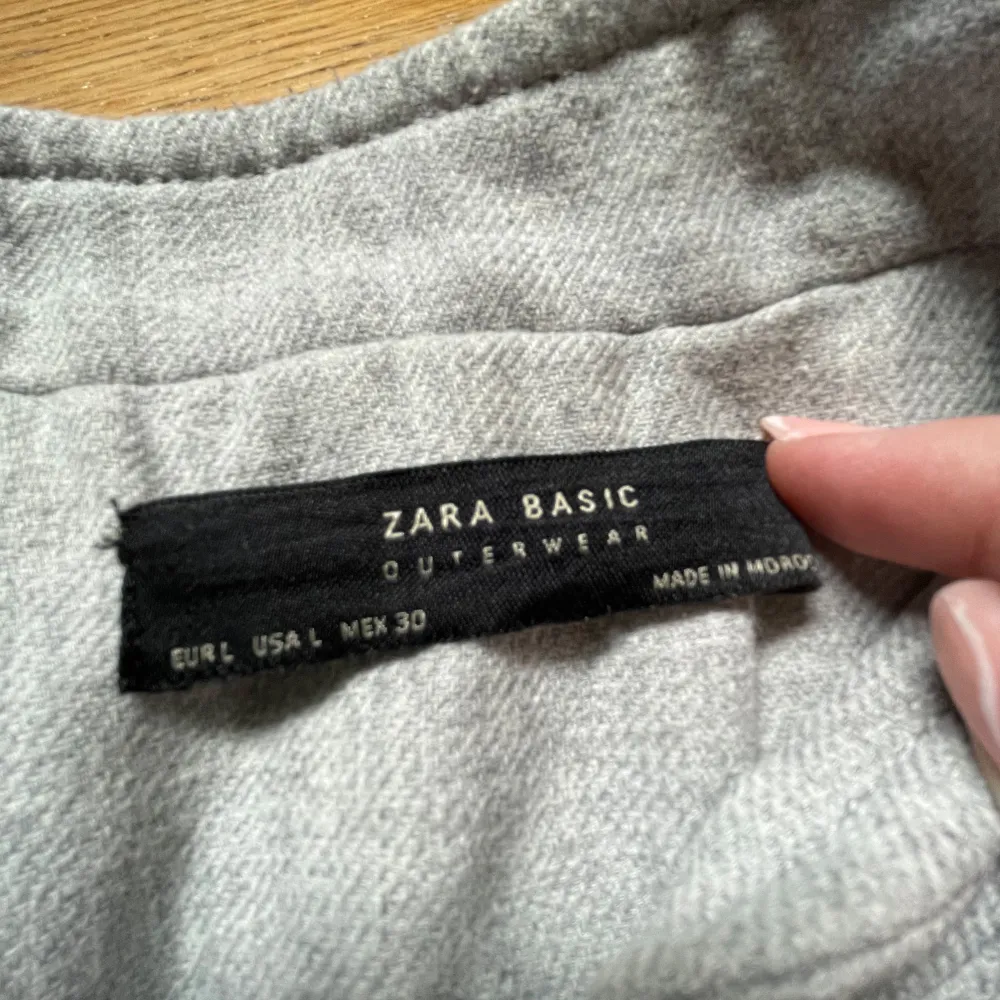 ZARA BASIC
OUTERWEAR
MADE IN
EUR L USA L MEX 30